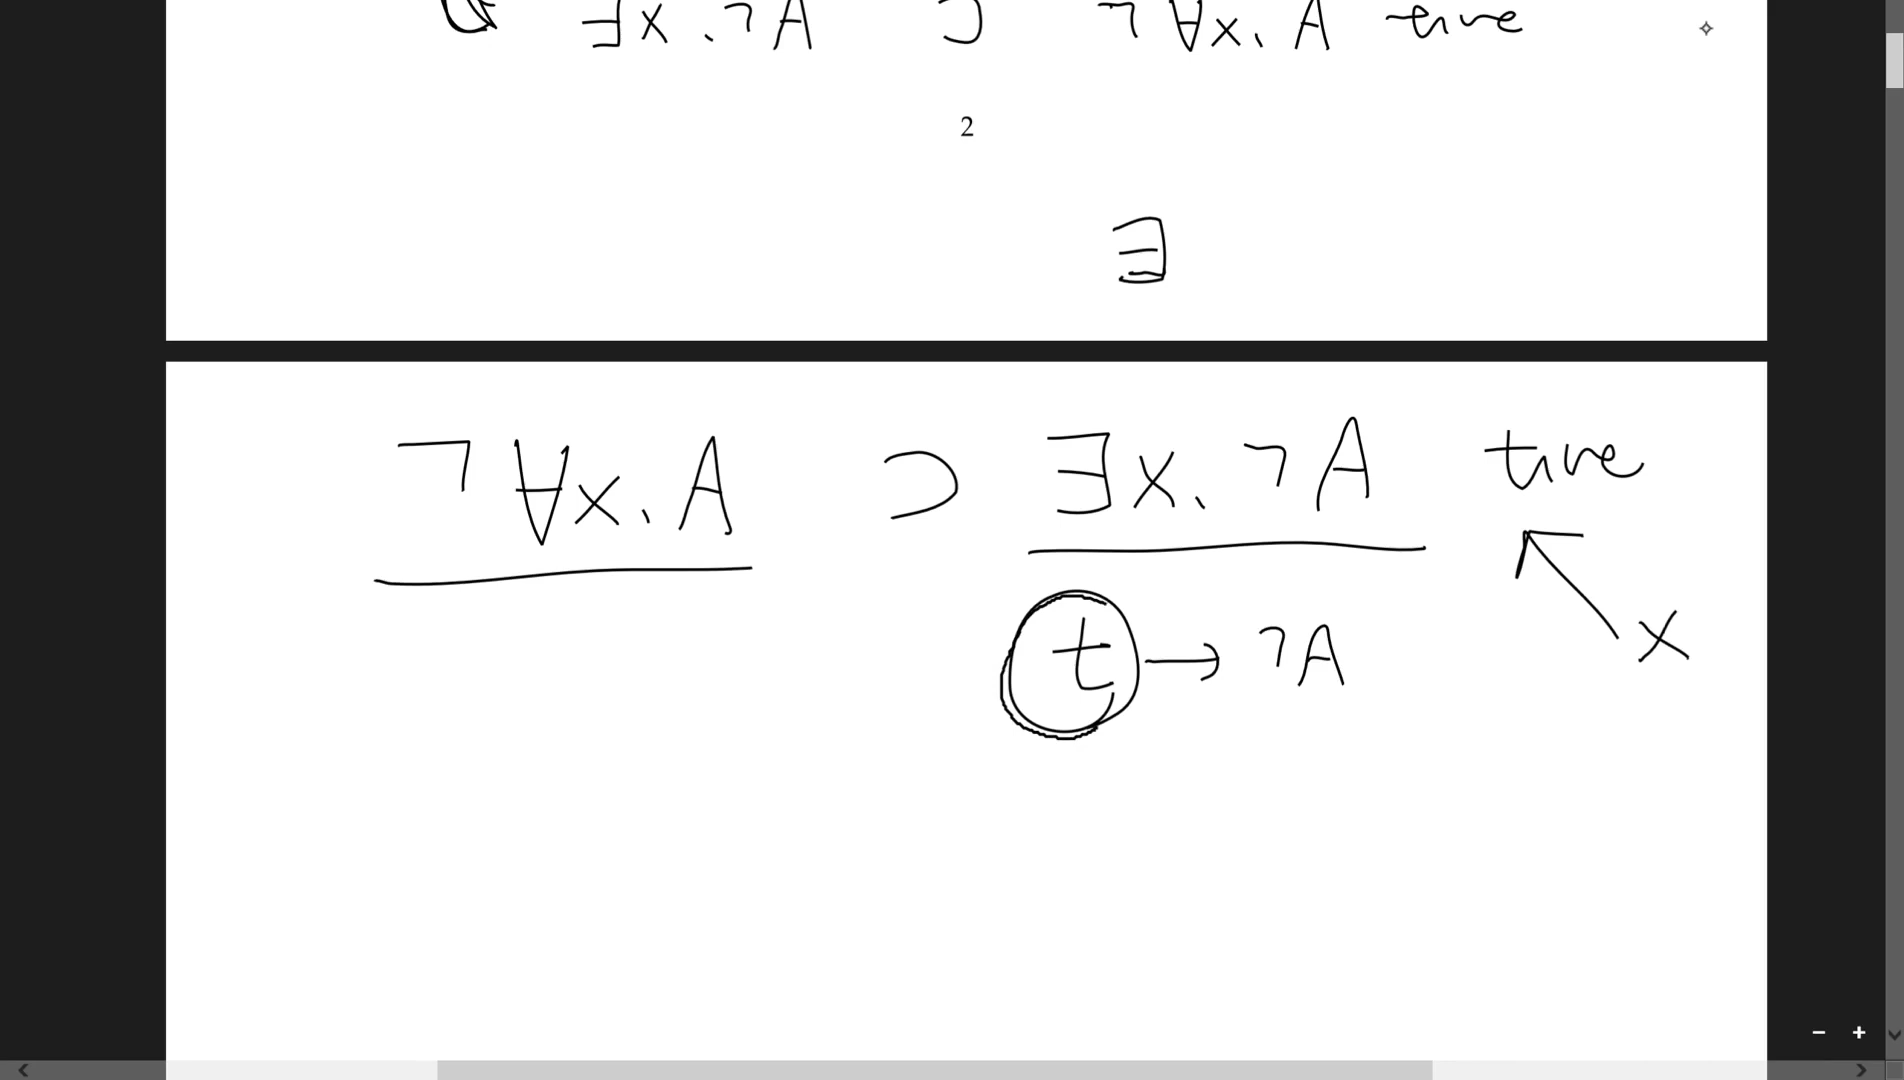 ∃x.¬A ⊃ ¬∀x.A true
2
∃
¬∀x.A ⊃ ∃x.¬A true
t → ¬A x